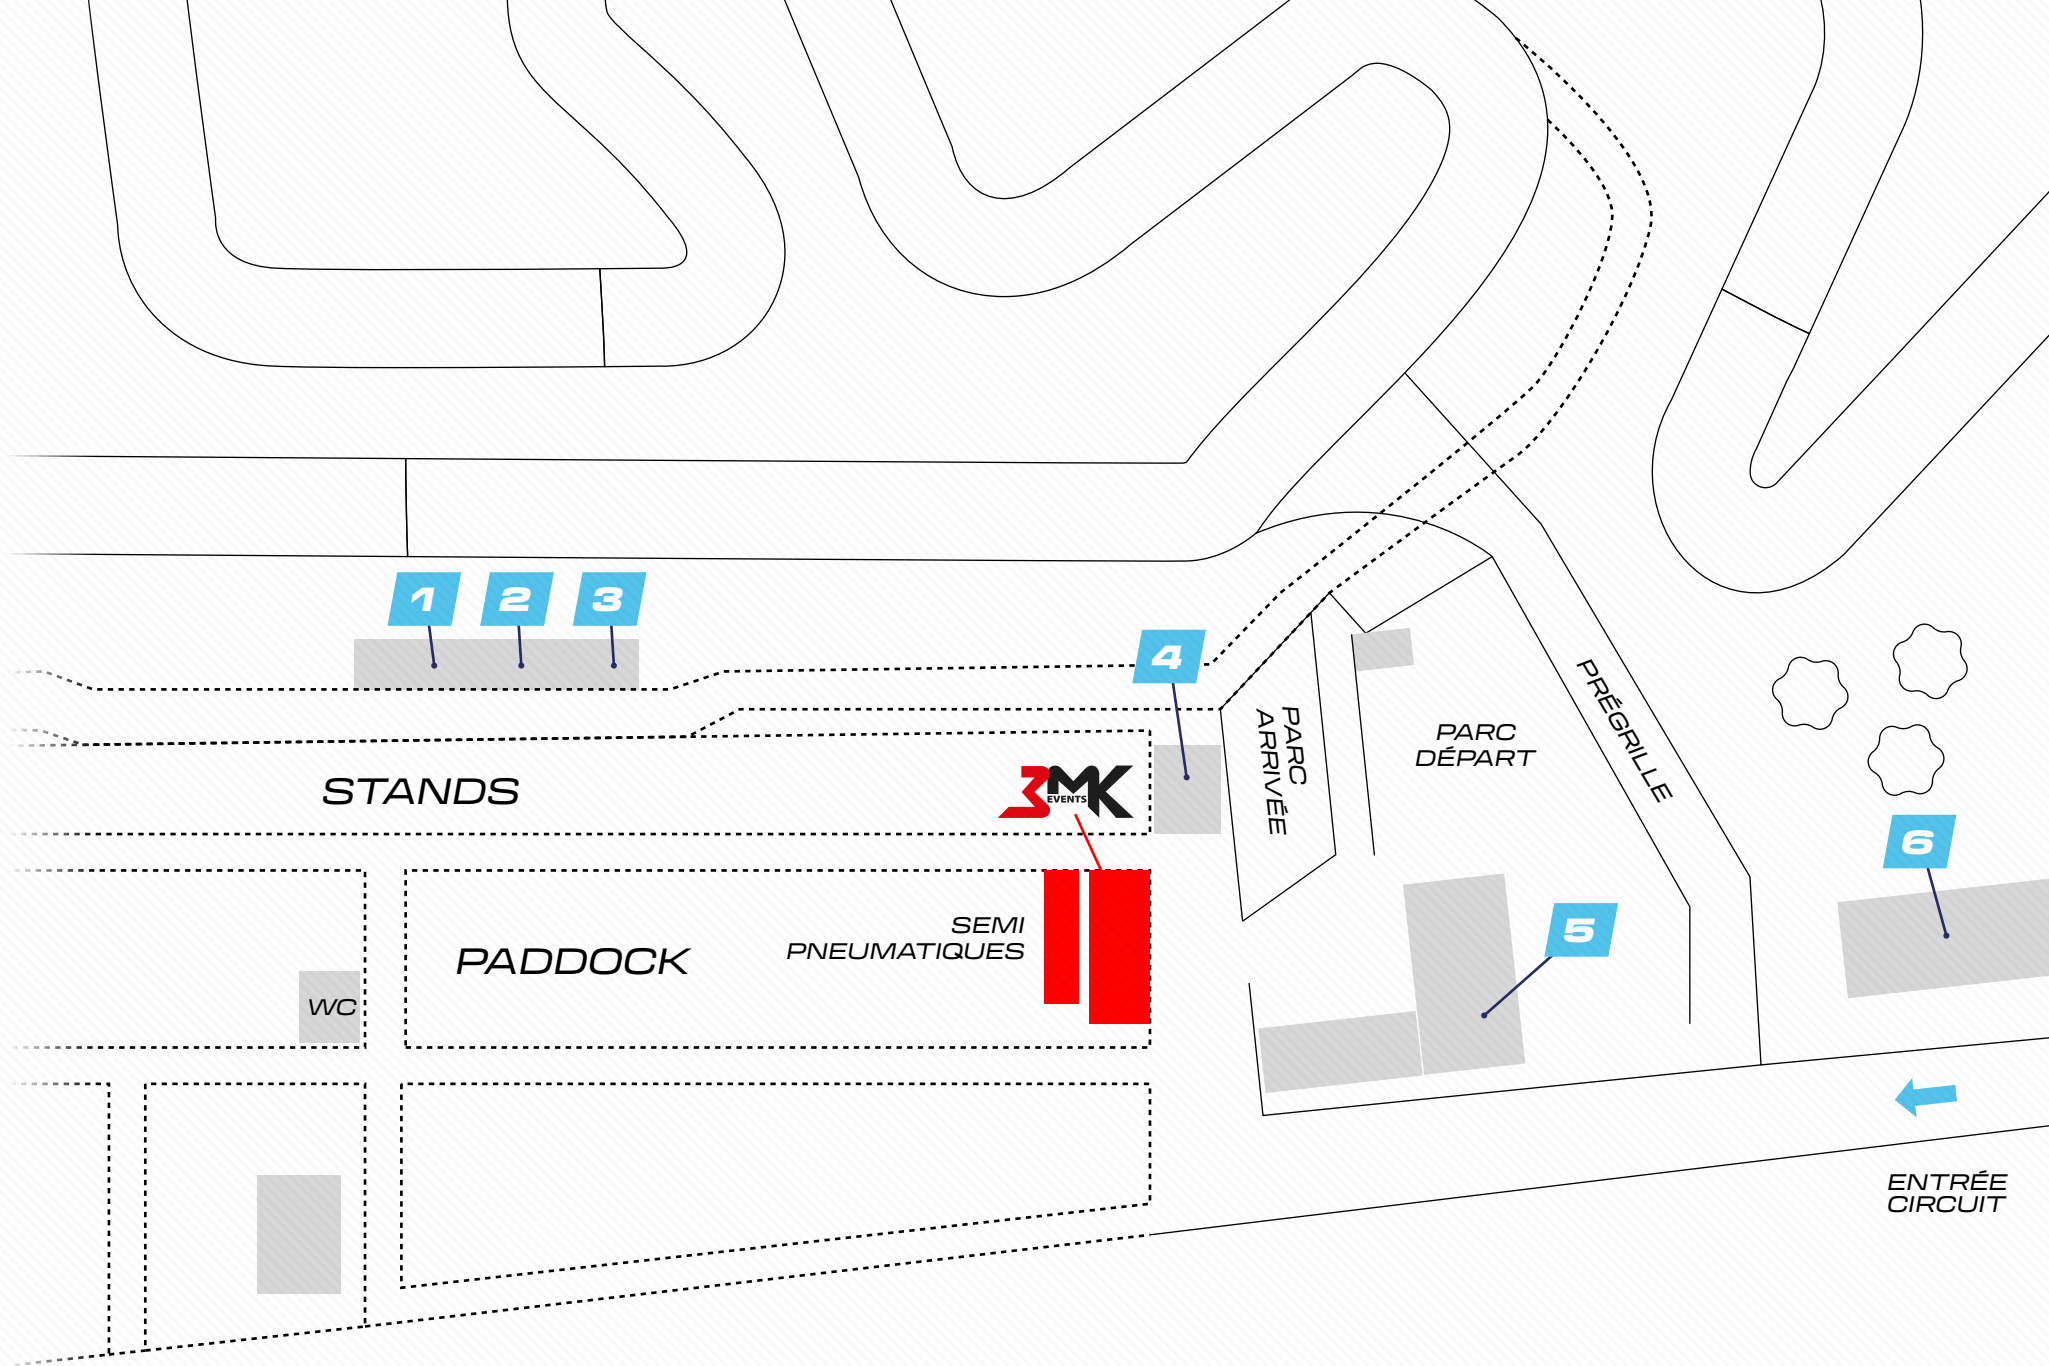 1 2 3
4
STANDS
3MK
EVENTS
PARC
ARRIVÉE
PARC
DÉPART
PRÉGRILLE
6
5
PADDOCK
SEMI
PNEUMATIQUES
WC
ENTRÉE
CIRCUIT